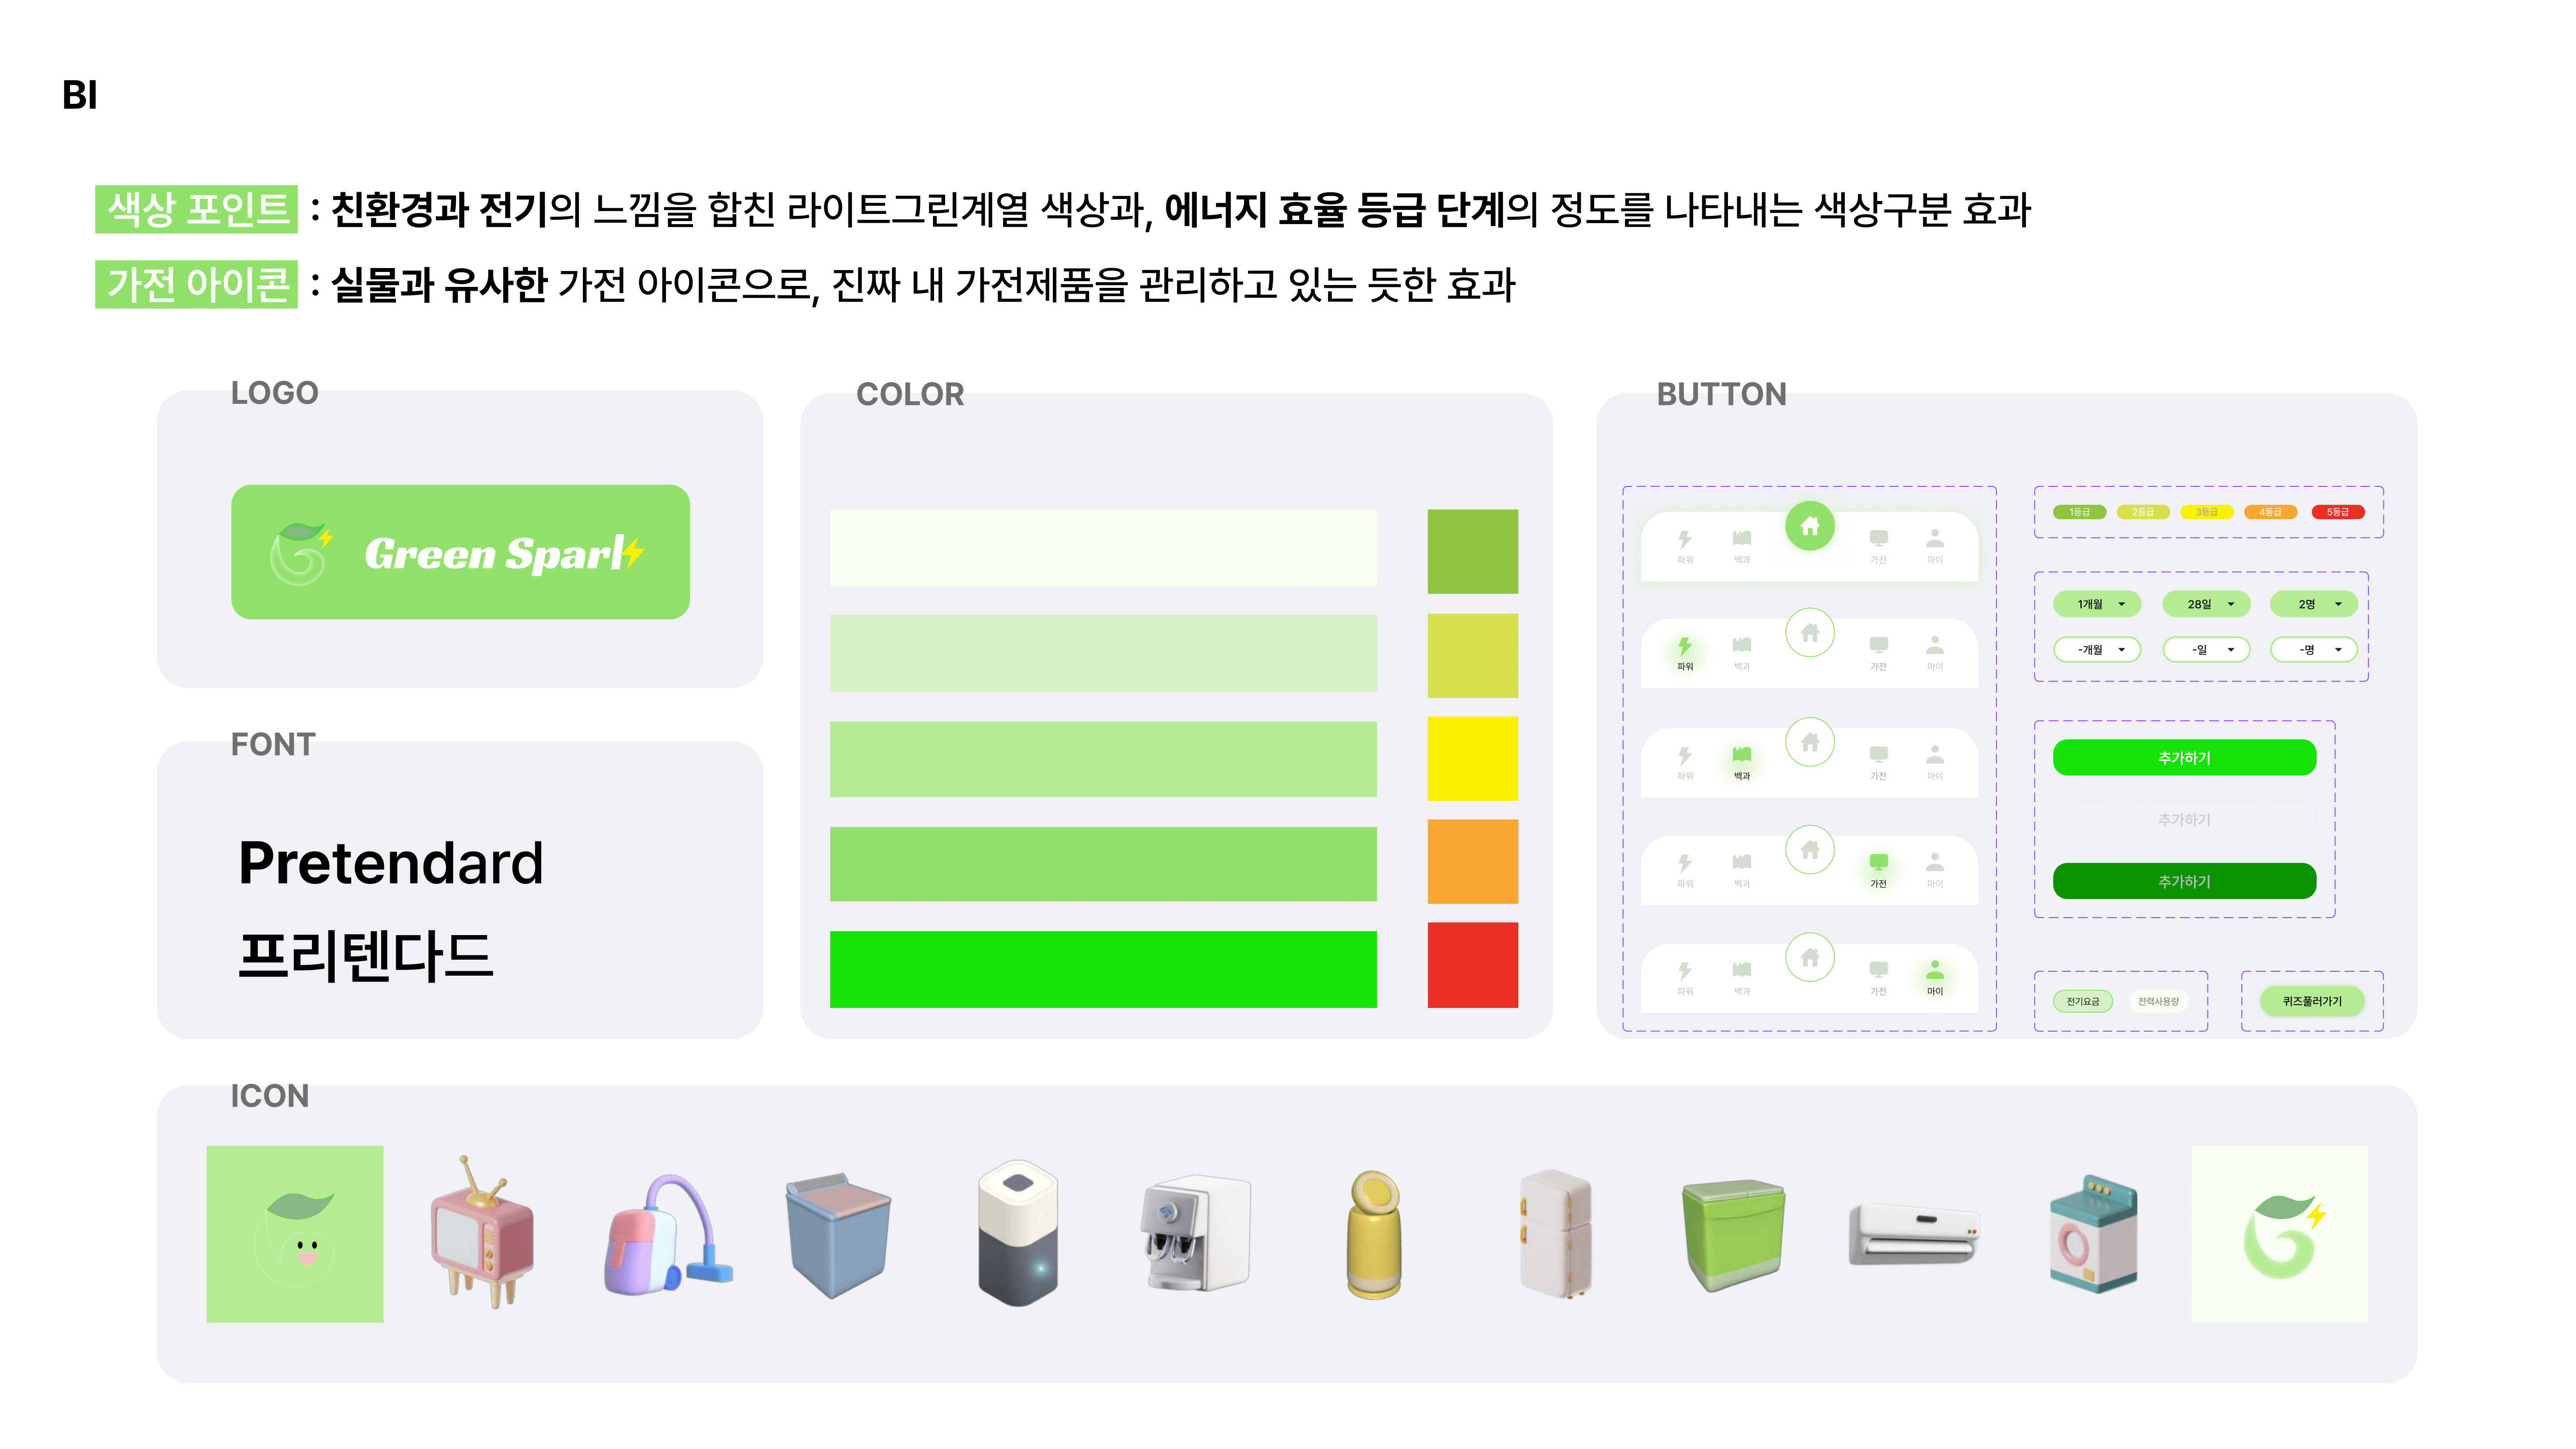 BI
색상 포인트 : 친환경과 전기의 느낌을 합친 라이트그린계열 색상과, 에너지 효율 등급 단계의 정도를 나타내는 색상구분 효과
가전 아이콘 : 실물과 유사한 가전 아이콘으로, 진짜 내 가전제품을 관리하고 있는 듯한 효과
LOGO
Green Spark
FONT
Pretendard
프리텐다드
COLOR
BUTTON
파워 백과 가전 마이
파워 백과 가전 마이
파워 백과 가전 마이
파워 백과 가전 마이
파워 백과 가전 마이
1등급 2등급 3등급 4등급 5등급
1개월 28일 2명
-개월 -일 -명
추가하기
추가하기
추가하기
전기요금 전력사용량
퀴즈풀러가기
ICON